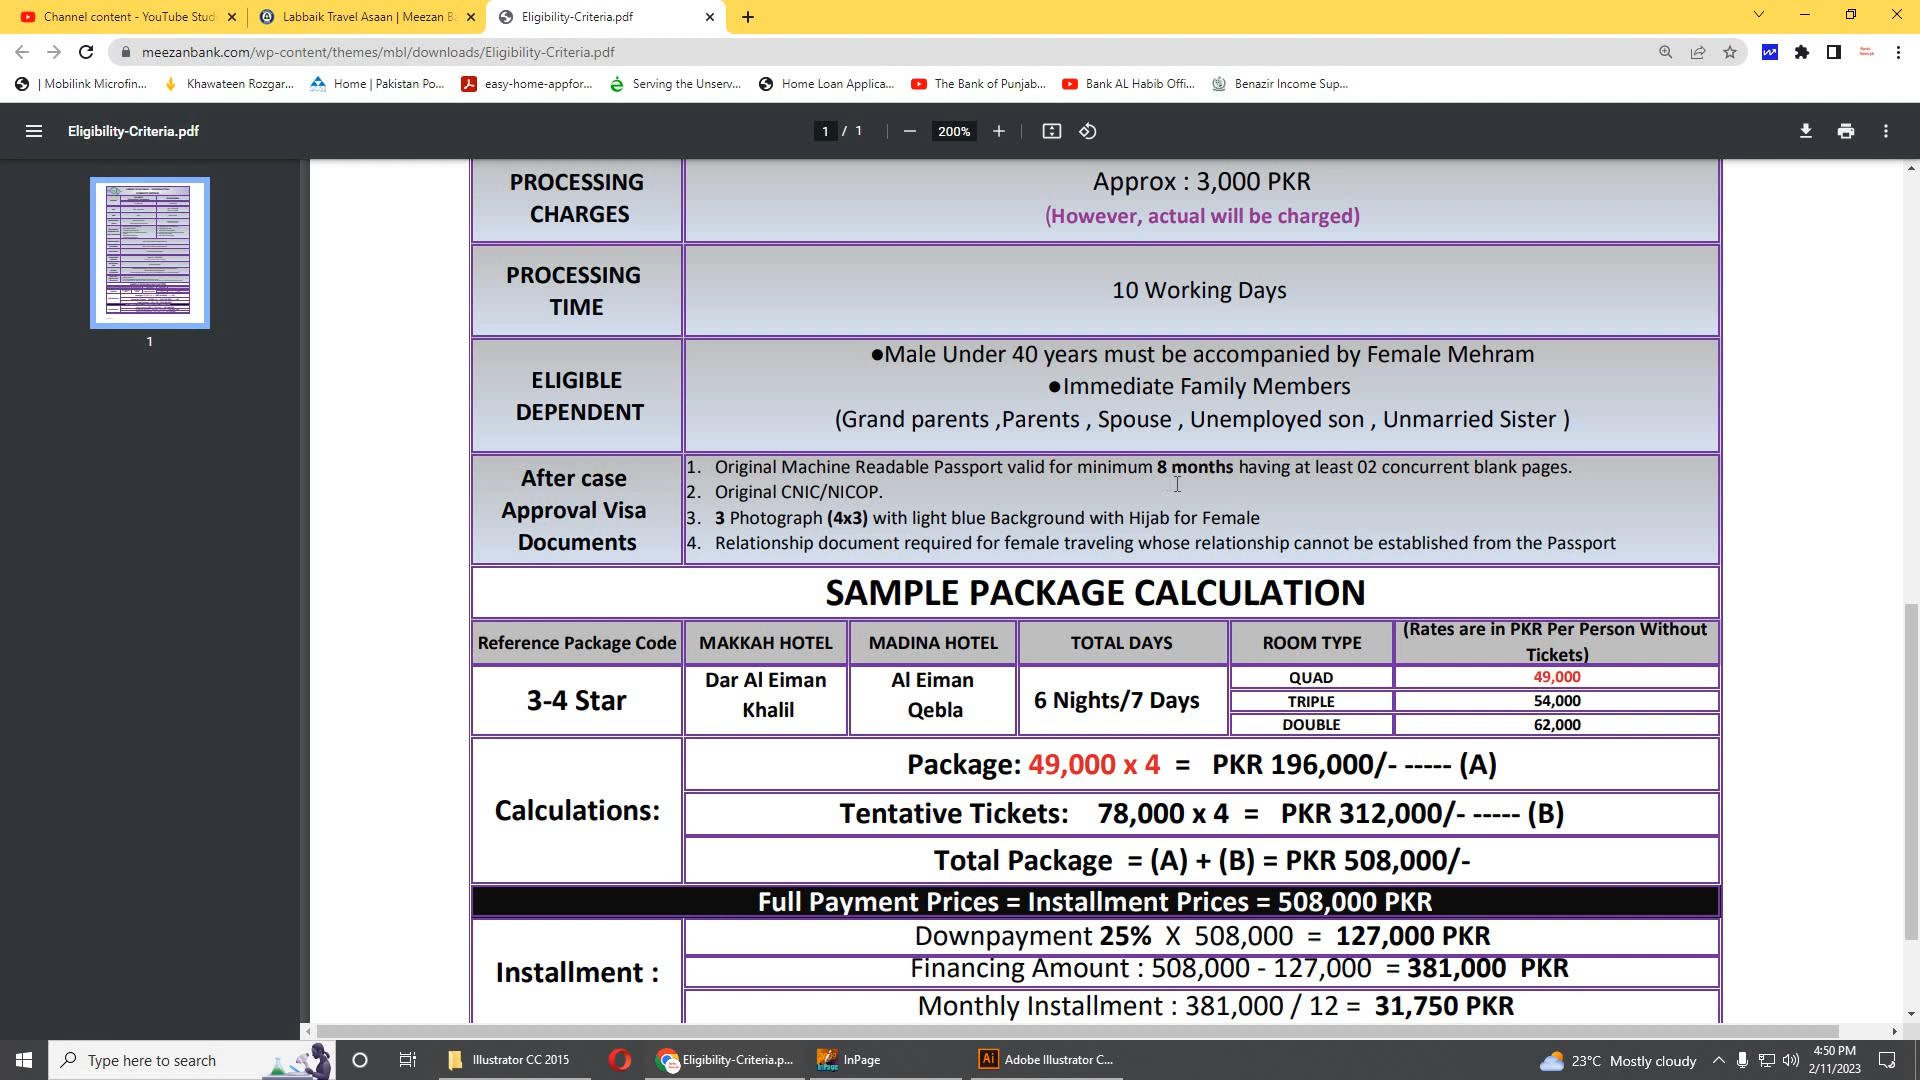 Channel content - YouTube Stud
Labbaik Travel Asaan | Meezan B
Eligibility-Criteria.pdf
meezanbank.com/wp-content/themes/mbl/downloads/Eligibility-Criteria.pdf
| Mobilink Microfin...
Khawateen Rozgar...
Home | Pakistan Po...
easy-home-appfor...
Serving the Unserv...
Home Loan Applica...
The Bank of Punjab...
Bank AL Habib Offi...
Benazir Income Sup...
Eligibility-Criteria.pdf
1 / 1
200%
1
PROCESSING
CHARGES
Approx : 3,000 PKR
(However, actual will be charged)
PROCESSING
TIME
10 Working Days
ELIGIBLE
DEPENDENT
●Male Under 40 years must be accompanied by Female Mehram
●Immediate Family Members
(Grand parents ,Parents , Spouse , Unemployed son , Unmarried Sister )
After case
Approval Visa
Documents
1. Original Machine Readable Passport valid for minimum 8 months having at least 02 concurrent blank pages.
2. Original CNIC/NICOP.
3. 3 Photograph (4x3) with light blue Background with Hijab for Female
4. Relationship document required for female traveling whose relationship cannot be established from the Passport
SAMPLE PACKAGE CALCULATION
Reference Package Code
MAKKAH HOTEL
MADINA HOTEL
TOTAL DAYS
ROOM TYPE
(Rates are in PKR Per Person Without
Tickets)
3-4 Star
Dar Al Eiman
Khalil
Al Eiman
Qebla
6 Nights/7 Days
QUAD
49,000
TRIPLE
54,000
DOUBLE
62,000
Calculations:
Package: 49,000 x 4 = PKR 196,000/- ----- (A)
Tentative Tickets: 78,000 x 4 = PKR 312,000/- ----- (B)
Total Package = (A) + (B) = PKR 508,000/-
Full Payment Prices = Installment Prices = 508,000 PKR
Installment :
Downpayment 25% X 508,000 = 127,000 PKR
Financing Amount : 508,000 - 127,000 = 381,000 PKR
Monthly Installment : 381,000 / 12 = 31,750 PKR
Type here to search
Illustrator CC 2015
Eligibility-Criteria.p...
InPage
Adobe Illustrator C...
23°C Mostly cloudy
4:50 PM
2/11/2023